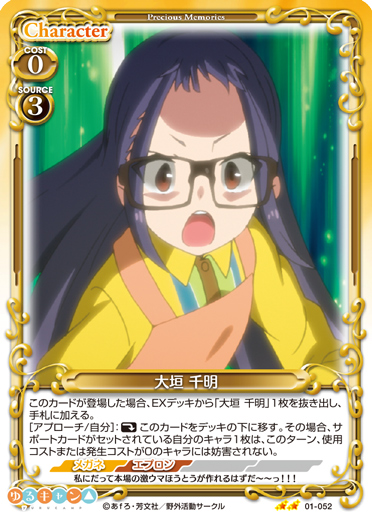 Precious Memories
Character
COST
0
SOURCE
3
大垣 千明
このカードが登場した場合、EXデッキから「大垣 千明」1枚を抜き出し、
手札に加える。
[アプローチ/自分]: このカードをデッキの下に移す。その場合、サ
ポートカードがセットされている自分のキャラ1枚は、このターン、使用
コストまたは発生コストが0のキャラには妨害されない。
メガネ エプロン
私にだって本場の激ウマほうとうが作れるはずだ~~っ!!!
ゆるキャン△
©あfろ・芳文社/野外活動サークル
01-052